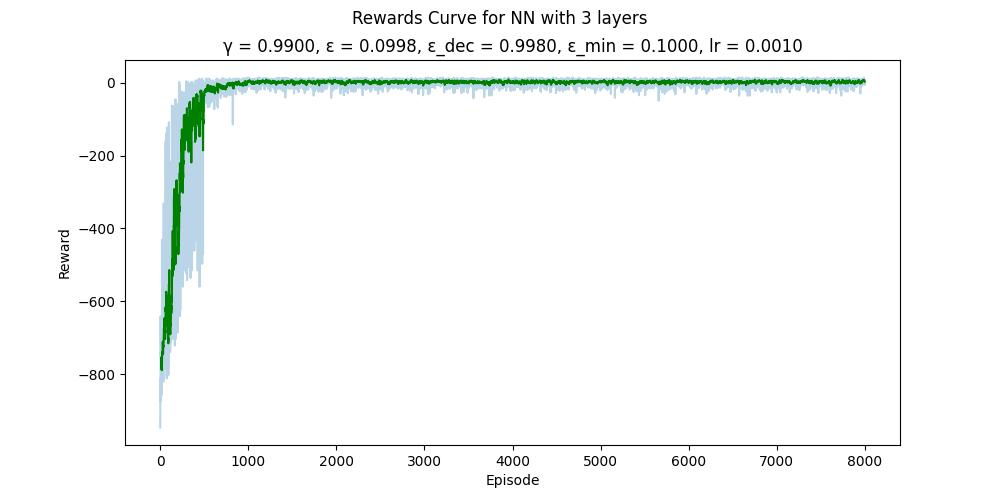 Rewards Curve for NN with 3 layers
γ = 0.9900, ε = 0.0998, ε_dec = 0.9980, ε_min = 0.1000, lr = 0.0010
0
−200
−400
−600
−800
Reward
0 1000 2000 3000 4000 5000 6000 7000 8000
Episode